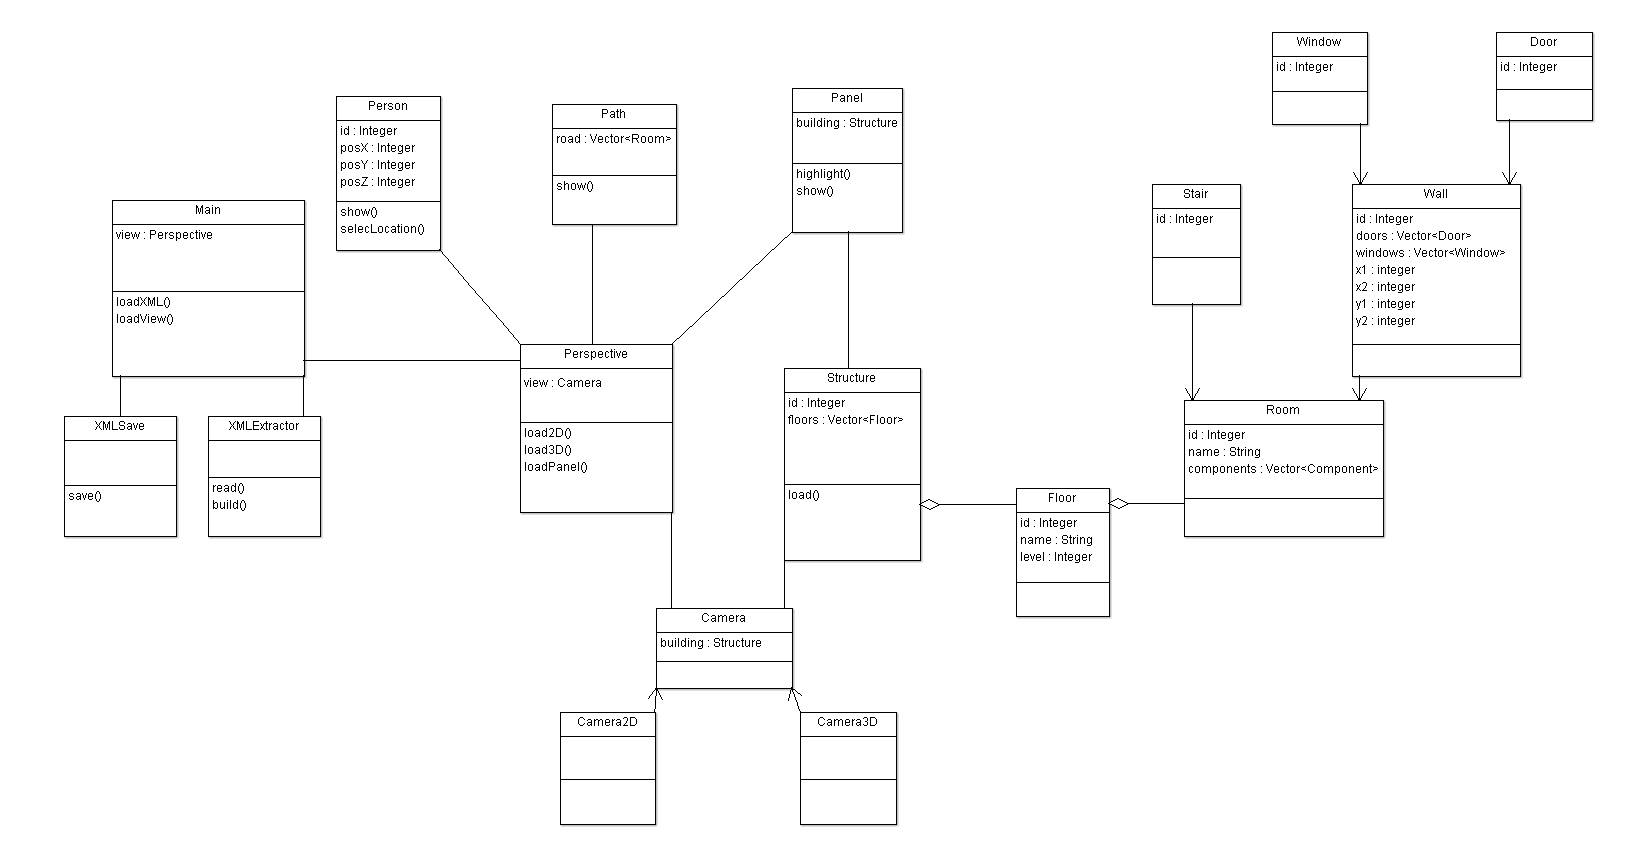 Window
id : Integer
Door
id : Integer
Person
id : Integer
posX : Integer
posY : Integer
posZ : Integer
show()
selecLocation()
Path
road : Vector<Room>
show()
Panel
building : Structure
highlight()
show()
Main
view : Perspective
loadXML()
loadView()
Stair
id : Integer
Wall
id : Integer
doors : Vector<Door>
windows : Vector<Window>
x1 : integer
x2 : integer
y1 : integer
y2 : integer
Perspective
view : Camera
load2D()
load3D()
loadPanel()
Structure
id : Integer
floors : Vector<Floor>
load()
Room
id : Integer
name : String
components : Vector<Component>
XMLSave
save()
XMLExtractor
read()
build()
Floor
id : Integer
name : String
level : Integer
Camera
building : Structure
Camera2D
Camera3D